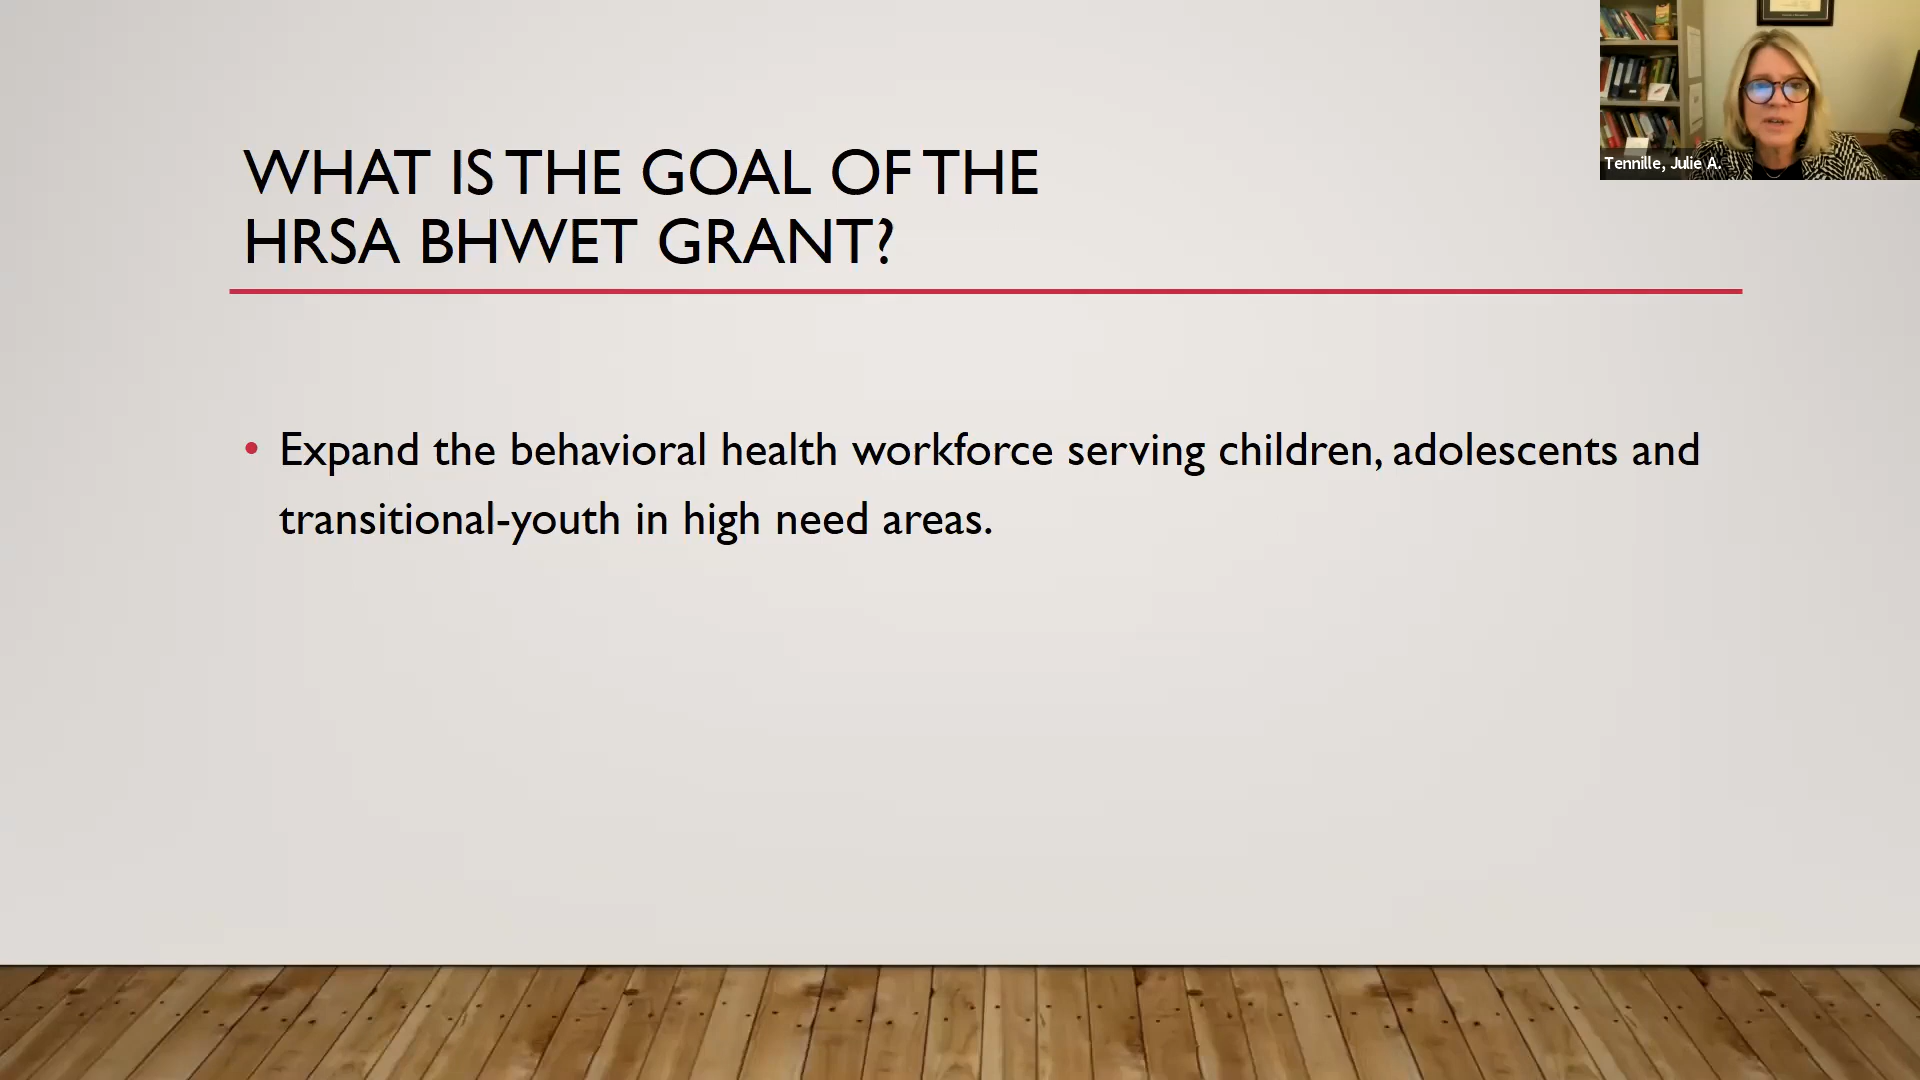 WHAT IS THE GOAL OF THE
HRSA BHWET GRANT?
• Expand the behavioral health workforce serving children, adolescents and
transitional-youth in high need areas.
Tennille, Julie A.